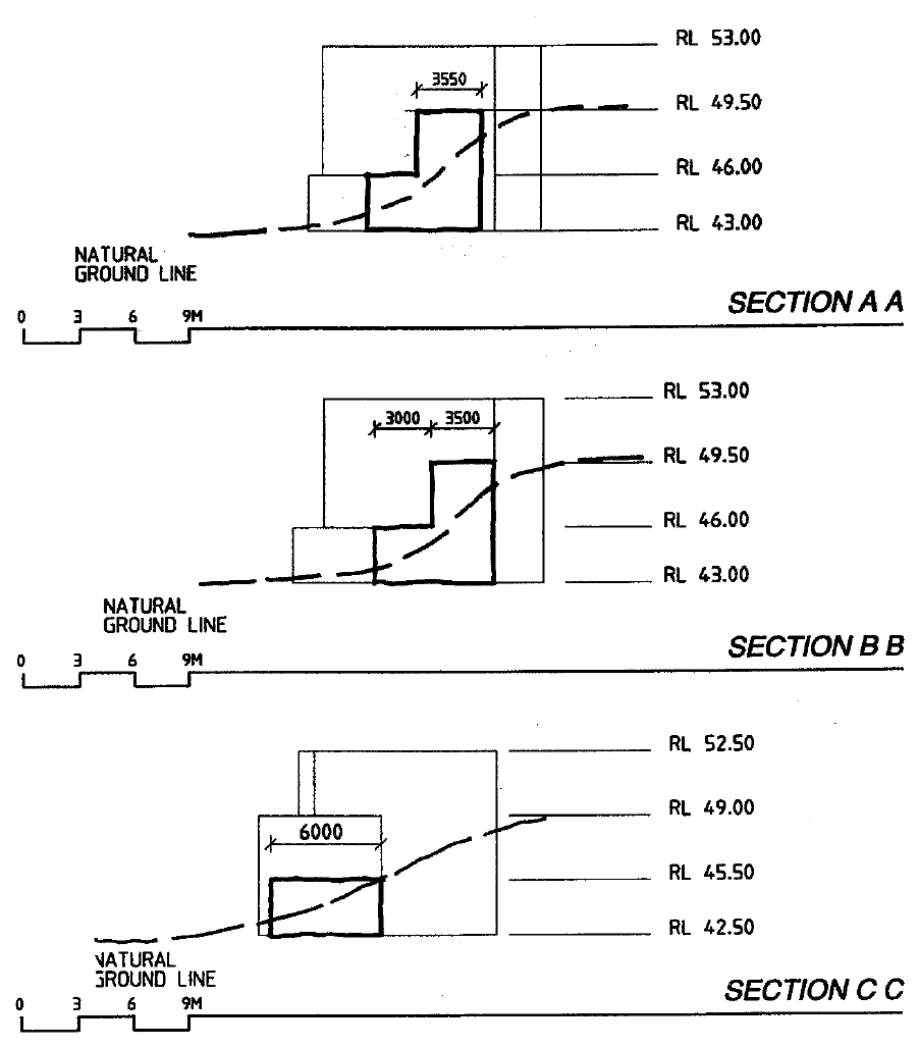 RL 53.00
3550
RL 49.50
RL 46.00
RL 43.00
NATURAL
GROUND LINE
SECTION A A
0 3 6 9M
RL 53.00
3000 3500
RL 49.50
RL 46.00
RL 43.00
NATURAL
GROUND LINE
SECTION B B
0 3 6 9M
RL 52.50
RL 49.00
6000
RL 45.50
RL 42.50
NATURAL
GROUND LINE
SECTION C C
0 3 6 9M